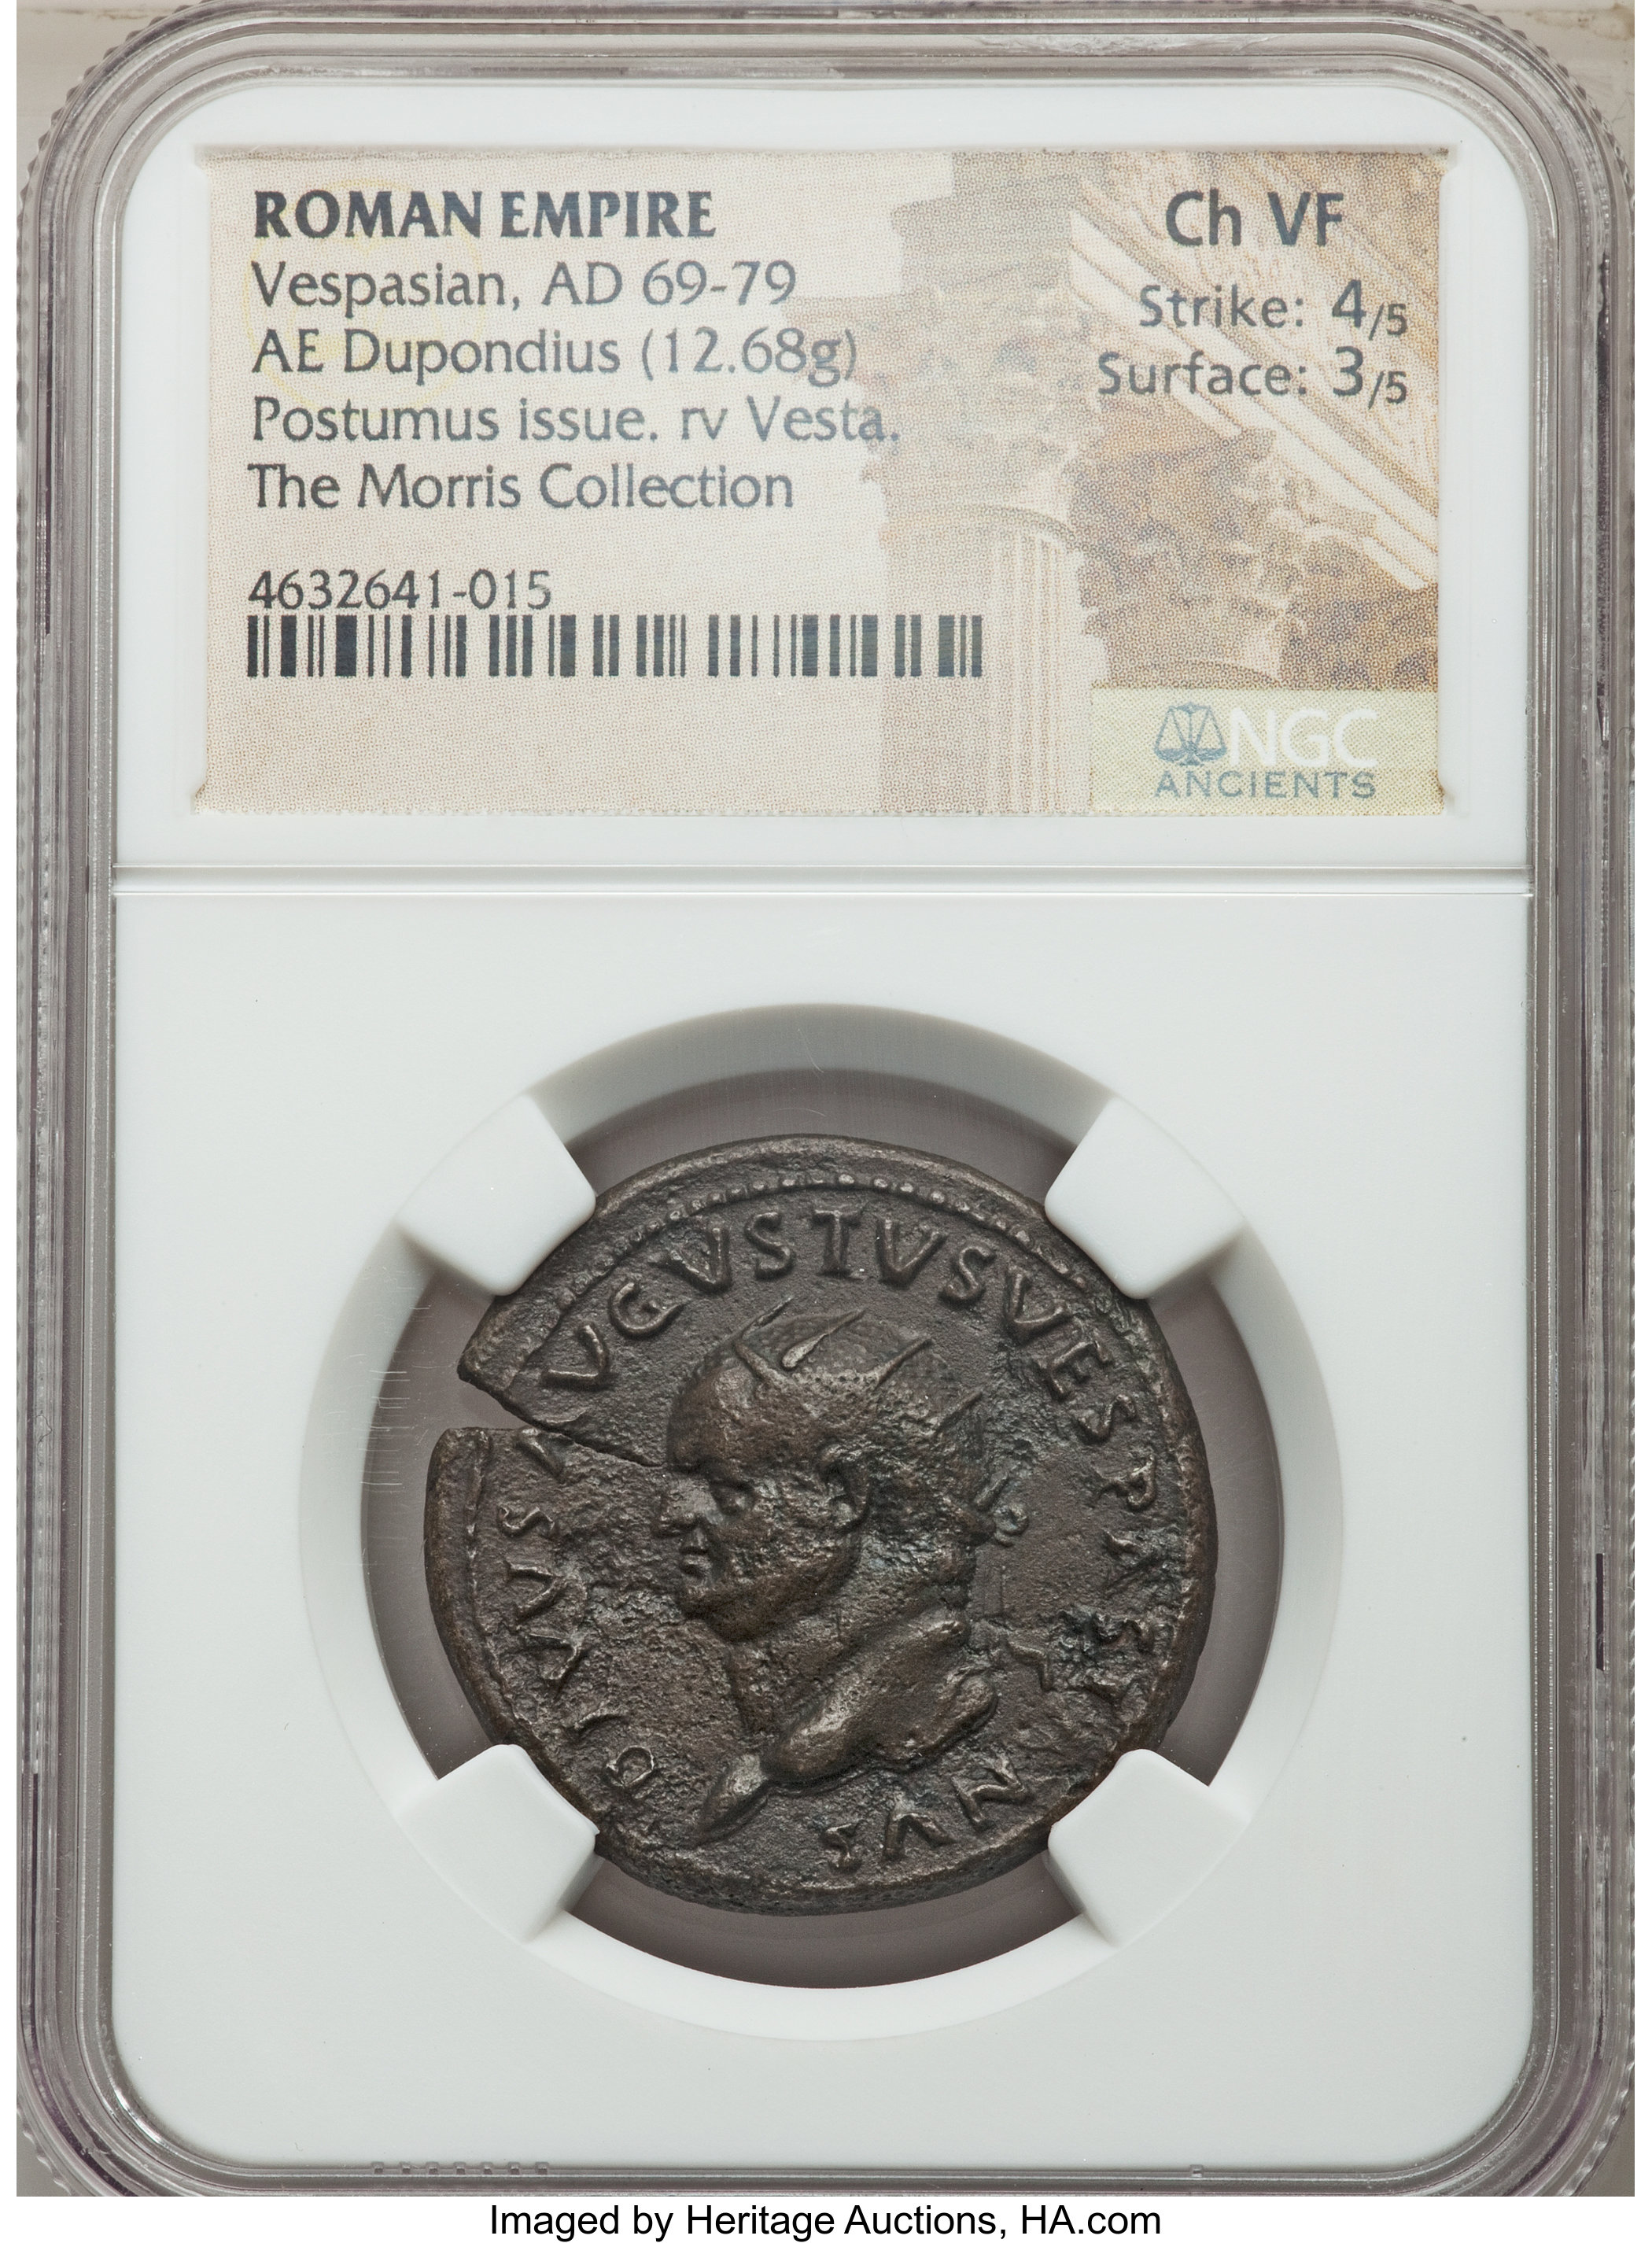 ROMAN EMPIRE
Vespasian, AD 69-79
AE Dupondius (12.68g)
Postumus issue. rv Vesta.
The Morris Collection
4632641-015
Ch VF
Strike: 4/5
Surface: 3/5
NGC
ANCIENTS
DIVVS AVGVSTVS VESPASIANVS
Imaged by Heritage Auctions, HA.com